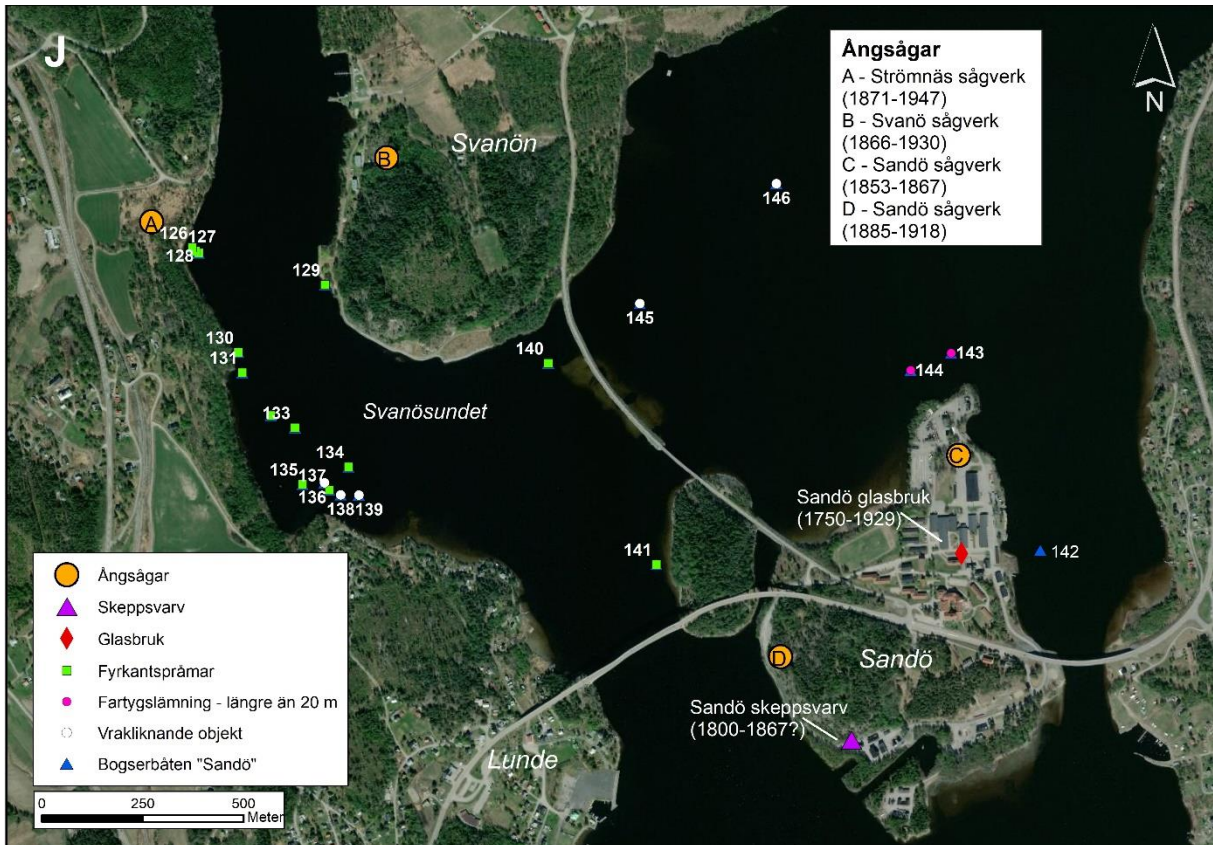 J
Ångsågar
A - Strömnäs sågverk
(1871-1947)
B - Svanö sågverk
(1866-1930)
C - Sandö sågverk
(1853-1867)
D - Sandö sågverk
(1885-1918)
N
Svanön
B
146
A
126
127
128
129
145
130
131
140
143
144
Svanösundet
133
134
C
135
137
136
138
139
Sandö glasbruk
(1750-1929)
141
142
Sandö
D
Sandö skeppsvarv
(1800-1867?)
Lunde
Ångsågar
Skeppsvarv
Glasbruk
Fyrkantspråmar
Fartygslämning - längre än 20 m
Vrakliknande objekt
Bogserbåten "Sandö"
0 250 500
Meter